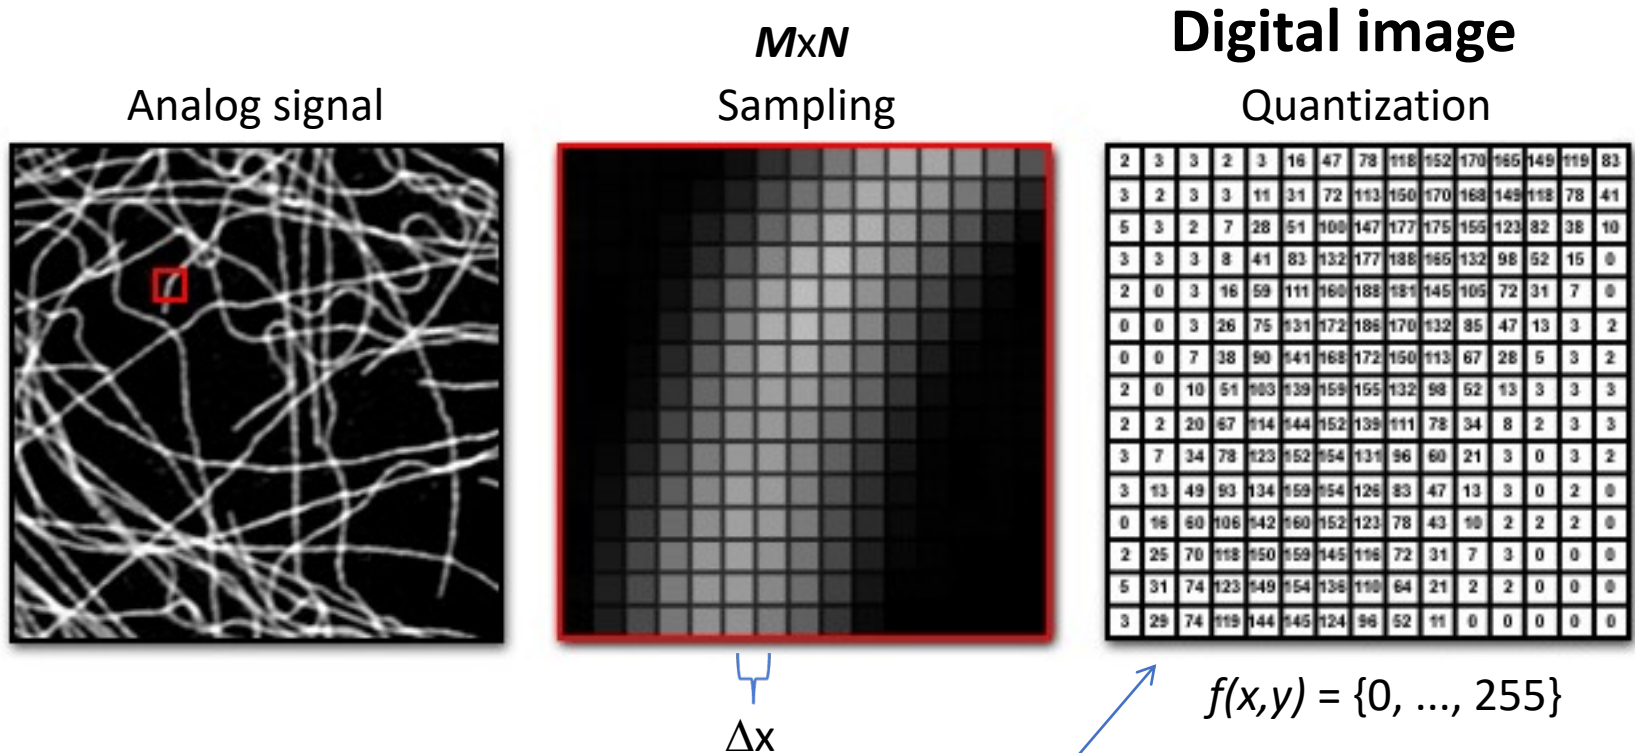 MxN
Digital image
Analog signal
Sampling
Quantization
2 3 3 2 3 16 47 78 118 152 170 165 149 119 83
3 2 3 3 11 31 72 113 150 170 168 149 118 78 41
5 3 2 7 28 51 100 147 177 175 155 123 82 38 10
3 3 3 8 41 83 132 177 188 165 132 98 52 15 0
2 0 3 16 59 111 160 188 181 145 105 72 31 7 0
0 0 3 26 75 131 172 186 170 132 85 47 13 3 2
0 0 7 38 90 141 168 172 150 113 67 28 5 3 2
2 0 10 51 103 139 159 155 132 98 52 13 3 3 3
2 2 20 67 114 144 152 139 111 78 34 8 2 3 3
3 7 34 78 123 152 154 131 96 60 21 3 0 3 2
3 13 49 93 134 159 154 126 83 47 13 3 0 2 0
0 16 60 106 142 160 152 123 78 43 10 2 2 2 0
2 25 70 118 150 159 145 116 72 31 7 3 0 0 0
5 31 74 123 149 154 136 110 64 21 2 2 0 0 0
3 29 74 119 144 145 124 96 52 11 0 0 0 0 0
f(x,y) = {0, ..., 255}
Δx